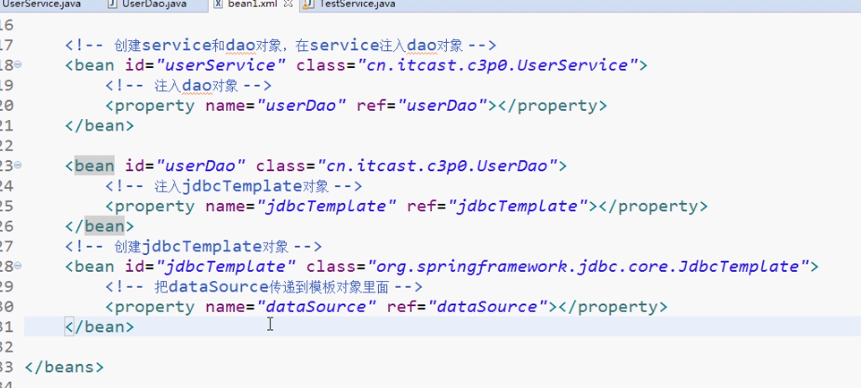 UserService.java UserDao.java bean1.xml TestService.java
16
17 <!-- 创建service和dao对象，在service注入dao对象 -->
18 <bean id="userService" class="cn.itcast.c3p0.UserService">
19 <!-- 注入dao对象 -->
20 <property name="userDao" ref="userDao"></property>
21 </bean>
22
23 <bean id="userDao" class="cn.itcast.c3p0.UserDao">
24 <!-- 注入jdbcTemplate对象 -->
25 <property name="jdbcTemplate" ref="jdbcTemplate"></property>
26 </bean>
27 <!-- 创建jdbcTemplate对象 -->
28 <bean id="jdbcTemplate" class="org.springframework.jdbc.core.JdbcTemplate">
29 <!-- 把dataSource传递到模板对象里面 -->
30 <property name="dataSource" ref="dataSource"></property>
31 </bean>
32
33 </beans>
34